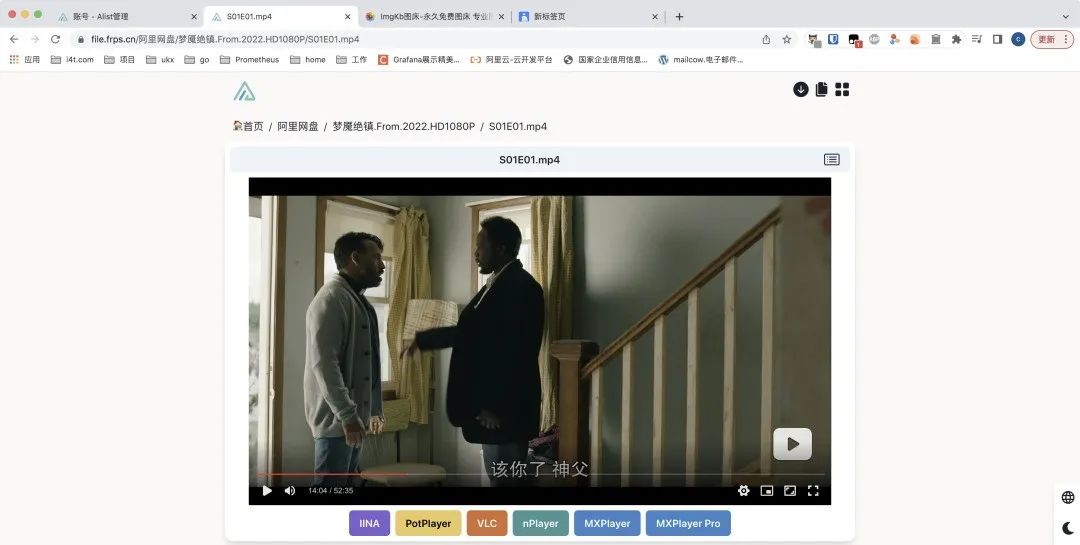 账号 - Alist管理
S01E01.mp4
ImgKb图床-永久免费图床 专业图
新标签页
file.frps.cn/阿里网盘/梦魇绝镇.From.2022.HD1080P/S01E01.mp4
更新
应用 i4t.com 项目 ukx go Prometheus home 工作 Grafana展示精美... 阿里云-云开发平台 国家企业信用信息... mailcow.电子邮件...
首页 / 阿里网盘 / 梦魇绝镇.From.2022.HD1080P / S01E01.mp4
S01E01.mp4
该你了 神父
14:04 / 52:35
IINA PotPlayer VLC nPlayer MXPlayer MXPlayer Pro